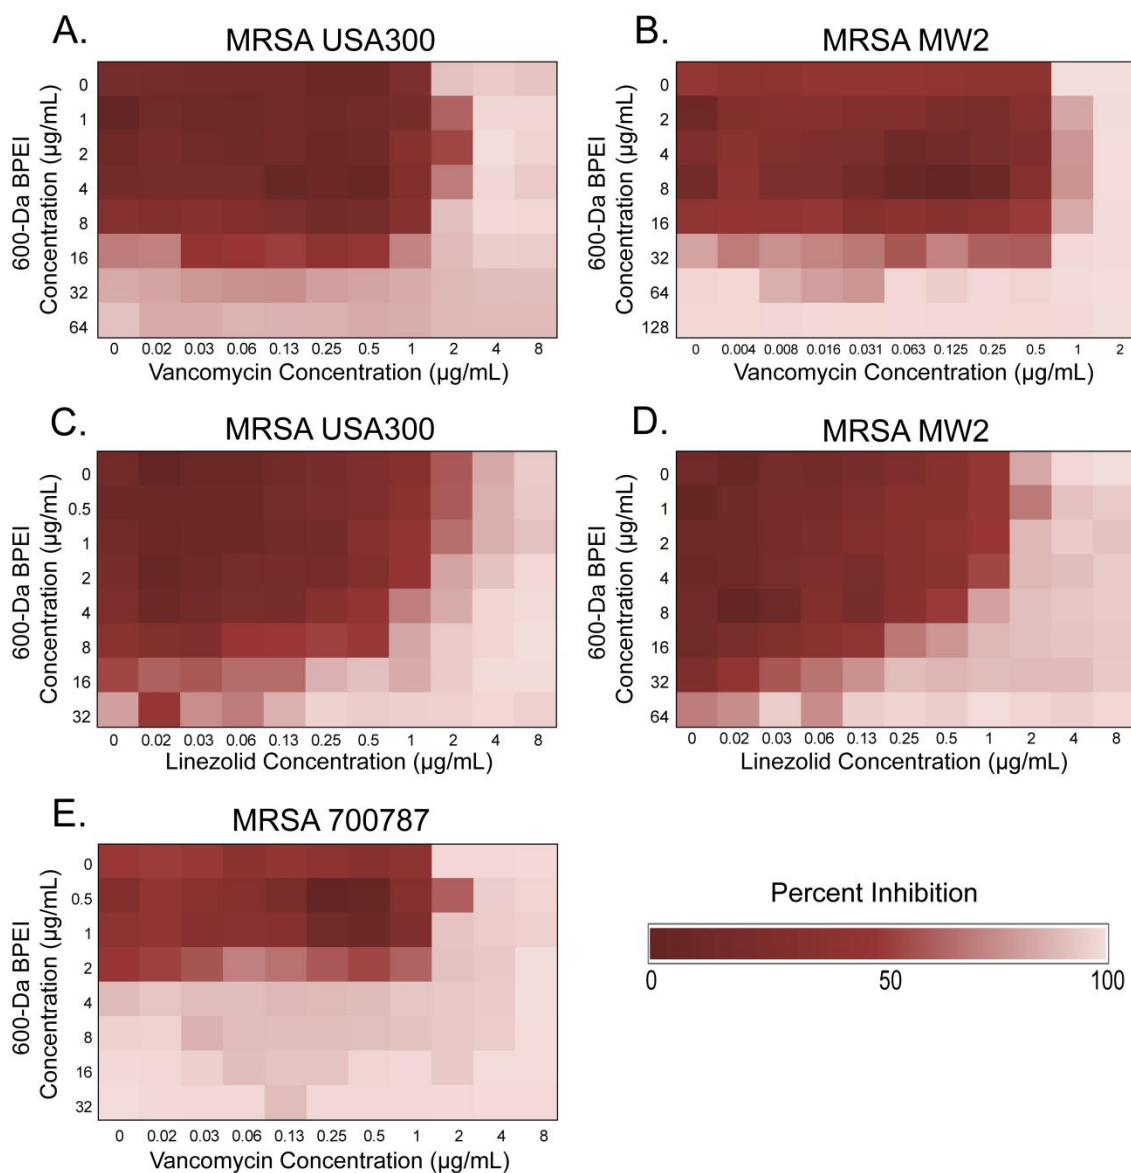 A.
MRSA USA300
600-Da BPEI
Concentration (µg/mL)
0
1
2
4
8
16
32
64
0 0.02 0.03 0.06 0.13 0.25 0.5 1 2 4 8
Vancomycin Concentration (µg/mL)
B.
MRSA MW2
600-Da BPEI
Concentration (µg/mL)
0
2
4
8
16
32
64
128
0 0.004 0.008 0.016 0.031 0.063 0.125 0.25 0.5 1 2
Vancomycin Concentration (µg/mL)
C.
MRSA USA300
600-Da BPEI
Concentration (µg/mL)
0
0.5
1
2
4
8
16
32
0 0.02 0.03 0.06 0.13 0.25 0.5 1 2 4 8
Linezolid Concentration (µg/mL)
D.
MRSA MW2
600-Da BPEI
Concentration (µg/mL)
0
1
2
4
8
16
32
64
0 0.02 0.03 0.06 0.13 0.25 0.5 1 2 4 8
Linezolid Concentration (µg/mL)
E.
MRSA 700787
600-Da BPEI
Concentration (µg/mL)
0
0.5
1
2
4
8
16
32
0 0.02 0.03 0.06 0.13 0.25 0.5 1 2 4 8
Vancomycin Concentration (µg/mL)
Percent Inhibition
0 50 100